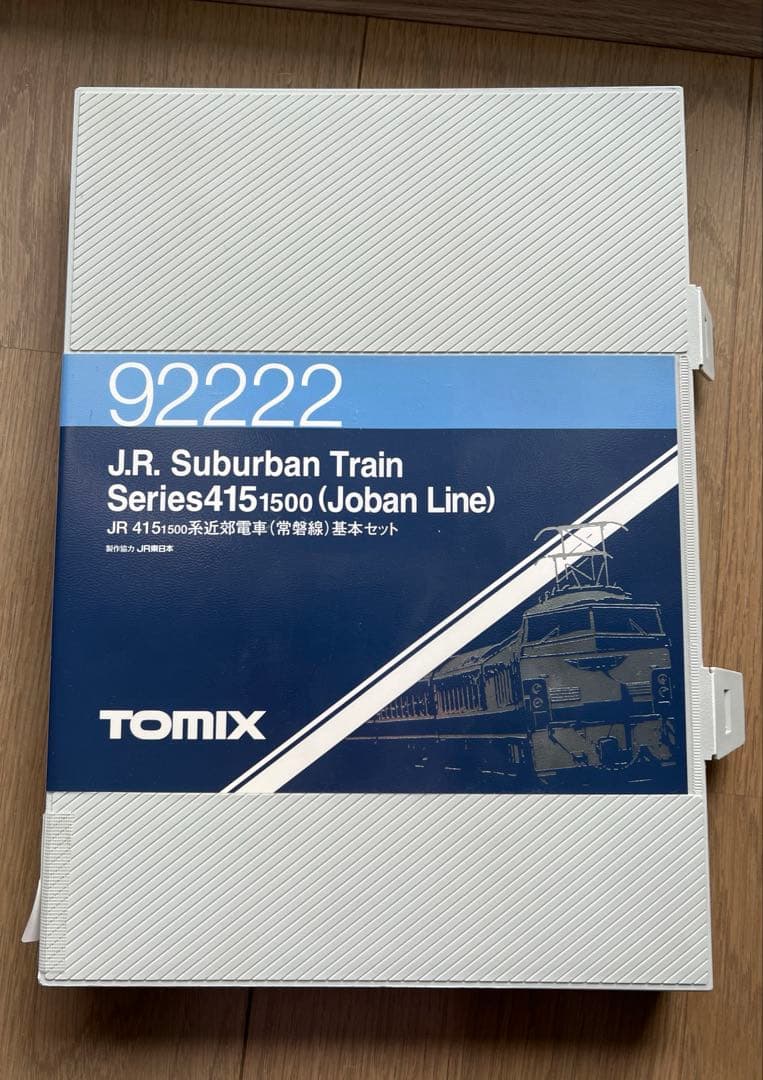 92222
J.R. Suburban Train
Series415 1500 (Joban Line)
JR 415 1500系近郊電車(常磐線)基本セット
製作協力 JR東日本
TOMIX